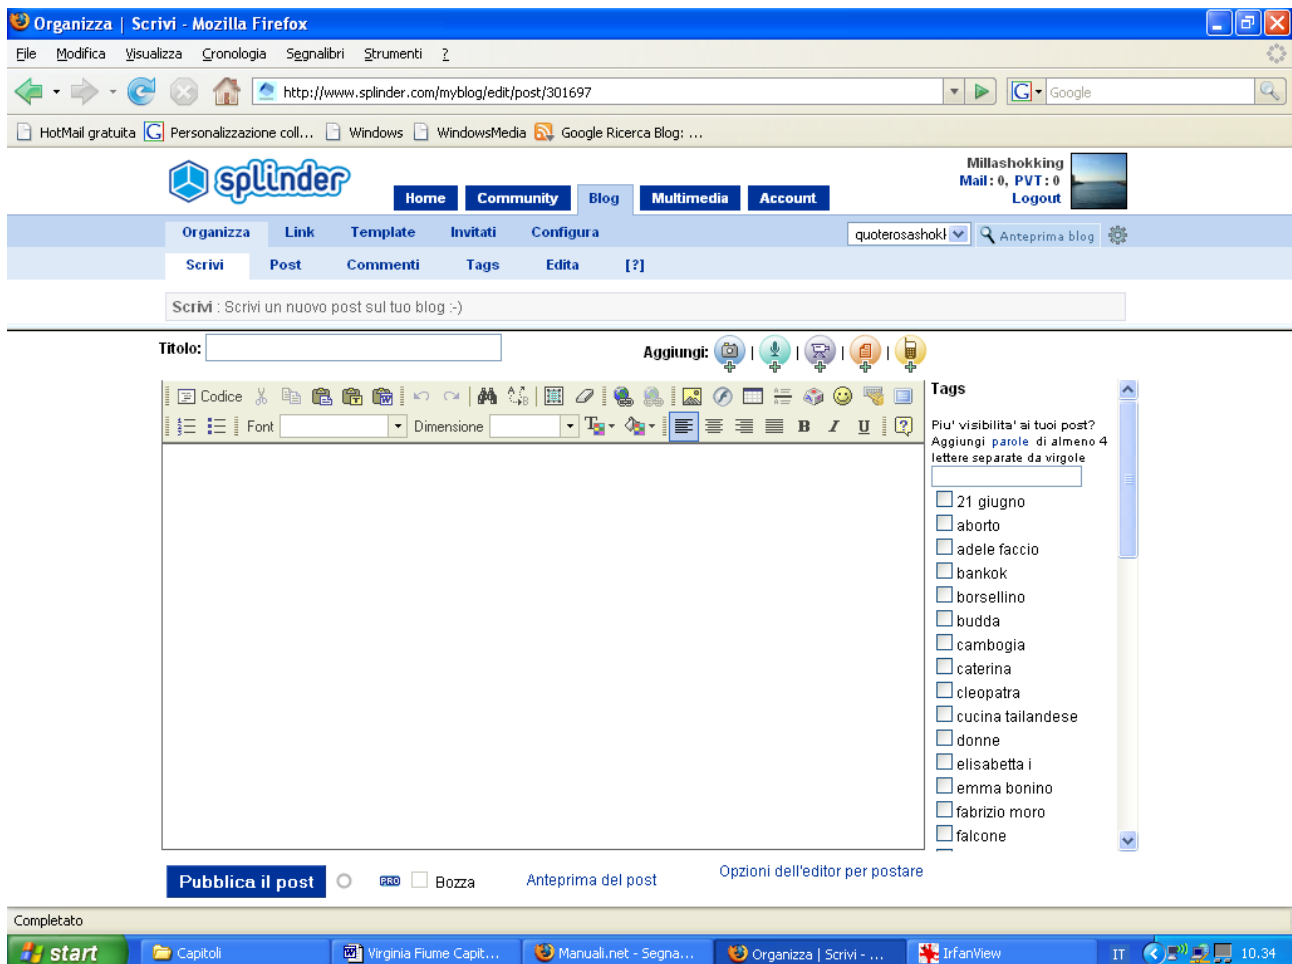 Organizza | Scrivi - Mozilla Firefox
File Modifica Visualizza Cronologia Segnalibri Strumenti ?
http://www.splinder.com/myblog/edit/post/301697
G Google
HotMail gratuita G Personalizzazione coll... Windows WindowsMedia Google Ricerca Blog: ...
splinder
Millashokking
Mail: 0, PVT: 0
Logout
Home Community Blog Multimedia Account
Organizza Link Template Invitati Configura quoterosashokk Anteprima blog
Scrivi Post Commenti Tags Edita [?]
Scrivi : Scrivi un nuovo post sul tuo blog :-)
Titolo: Aggiungi: | | | |
Codice
Font Dimensione B I U
Tags
Piu' visibilita' ai tuoi post?
Aggiungi parole di almeno 4
lettere separate da virgole
21 giugno
aborto
adele faccio
bankok
borsellino
budda
cambogia
caterina
cleopatra
cucina tailandese
donne
elisabetta i
emma bonino
fabrizio moro
falcone
Pubblica il post PRO Bozza Anteprima del post Opzioni dell'editor per postare
Completato
start Capitoli Virginia Fiume Capit... Manuali.net - Segna... Organizza | Scrivi - ... IrfanView IT 10.34